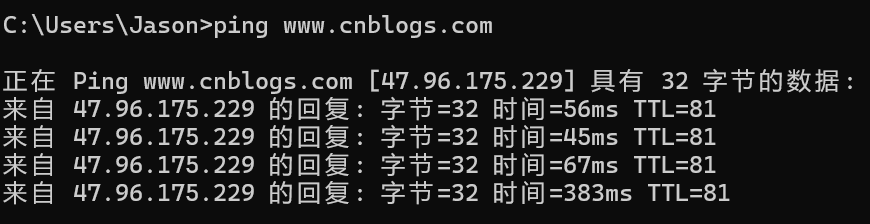 C:\Users\Jason>ping www.cnblogs.com
正在 Ping www.cnblogs.com [47.96.175.229] 具有 32 字节的数据:
来自 47.96.175.229 的回复: 字节=32 时间=56ms TTL=81
来自 47.96.175.229 的回复: 字节=32 时间=45ms TTL=81
来自 47.96.175.229 的回复: 字节=32 时间=67ms TTL=81
来自 47.96.175.229 的回复: 字节=32 时间=383ms TTL=81